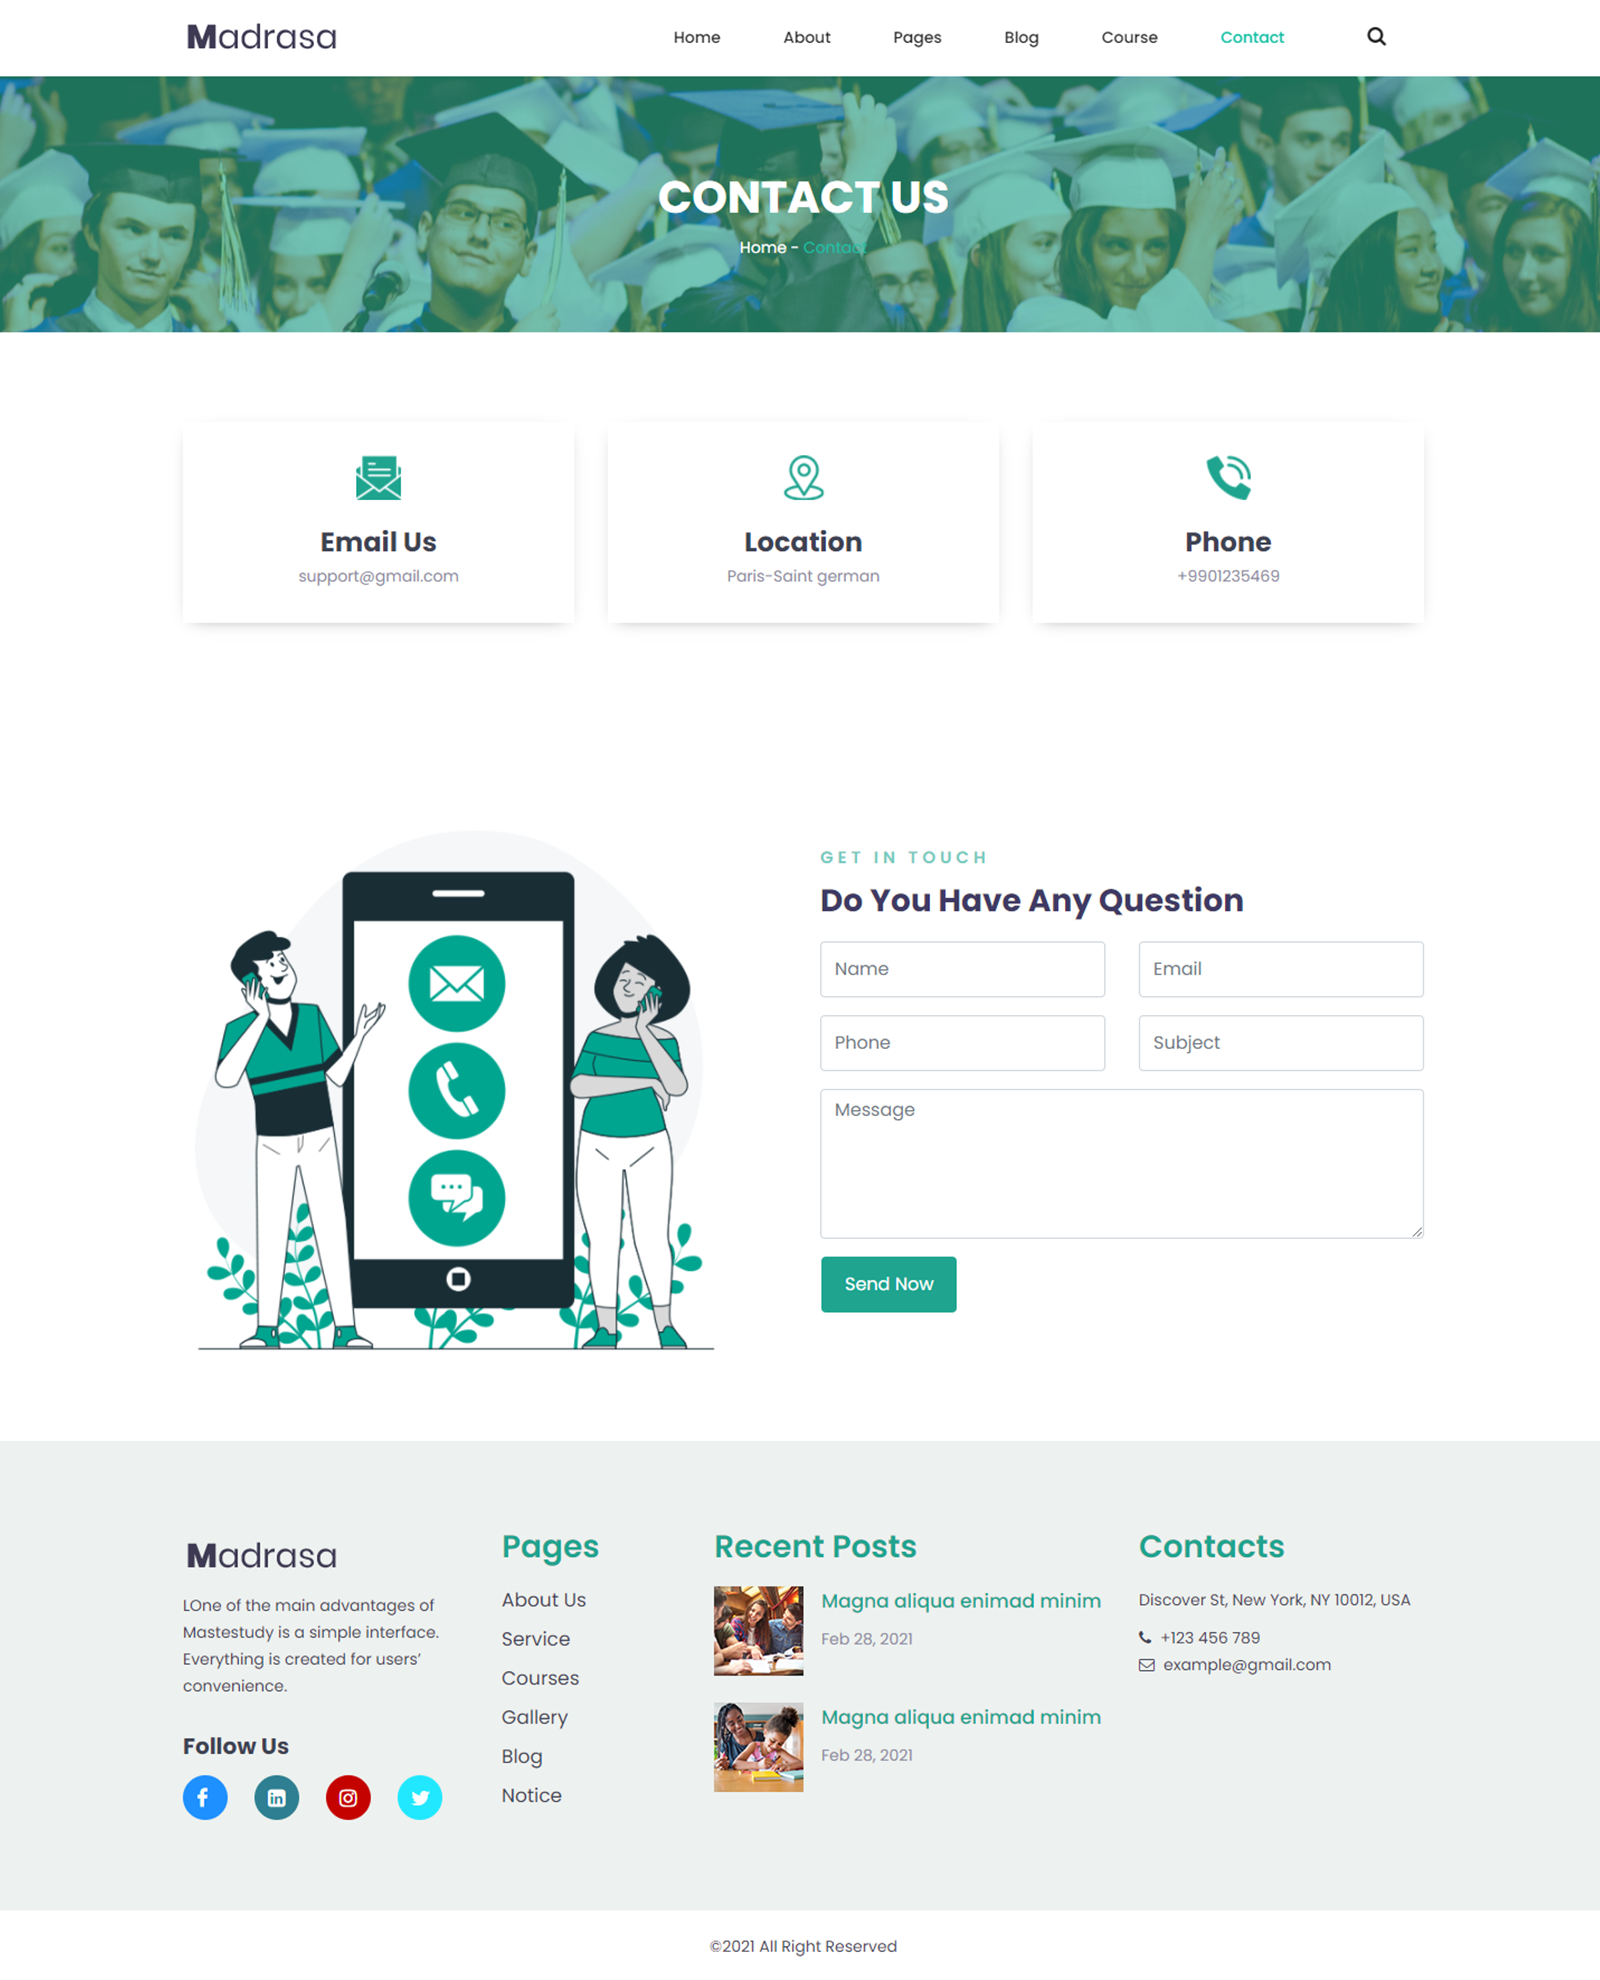 Madrasa
Home About Pages Blog Course Contact
CONTACT US
Home - Contact
Email Us
support@gmail.com
Location
Paris-Saint german
Phone
+9901235469
GET IN TOUCH
Do You Have Any Question
Name
Email
Phone
Subject
Message
Send Now
Madrasa
LOne of the main advantages of
Mastestudy is a simple interface.
Everything is created for users’
convenience.
Follow Us
Pages
About Us
Service
Courses
Gallery
Blog
Notice
Recent Posts
Magna aliqua enimad minim
Feb 28, 2021
Magna aliqua enimad minim
Feb 28, 2021
Contacts
Discover St, New York, NY 10012, USA
+123 456 789
example@gmail.com
©2021 All Right Reserved